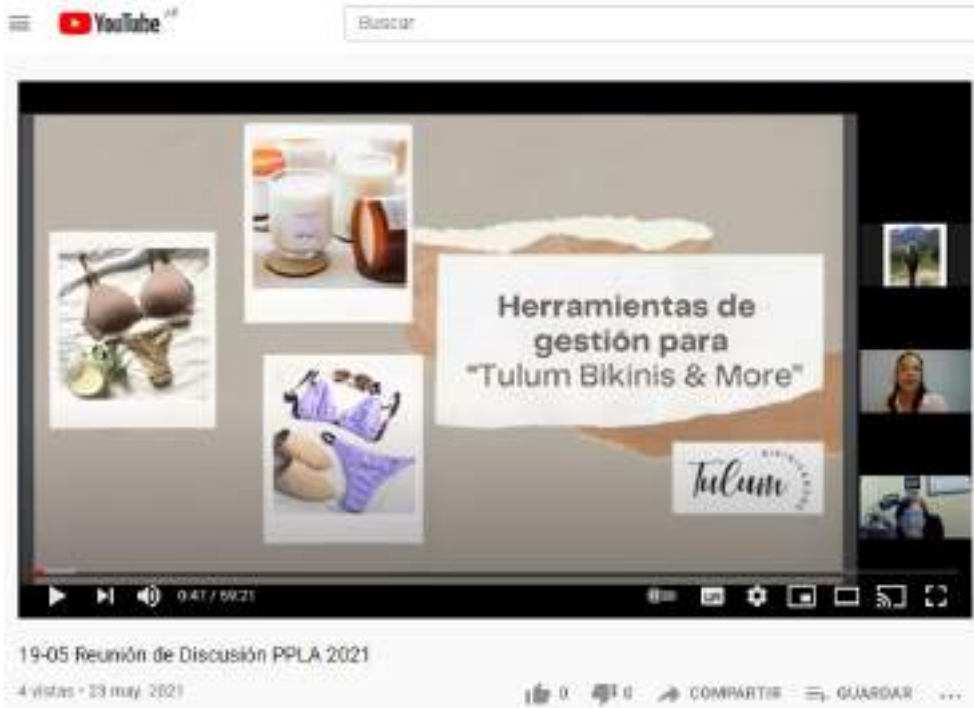 YouTube AR
Buscar
Herramientas de
gestión para
"Tulum Bikinis & More"
Tulum
0:47 / 59:21
19-05 Reunión de Discusión PPLA 2021
4 vistas • 23 may. 2021
0
0
COMPARTIR
GUARDAR